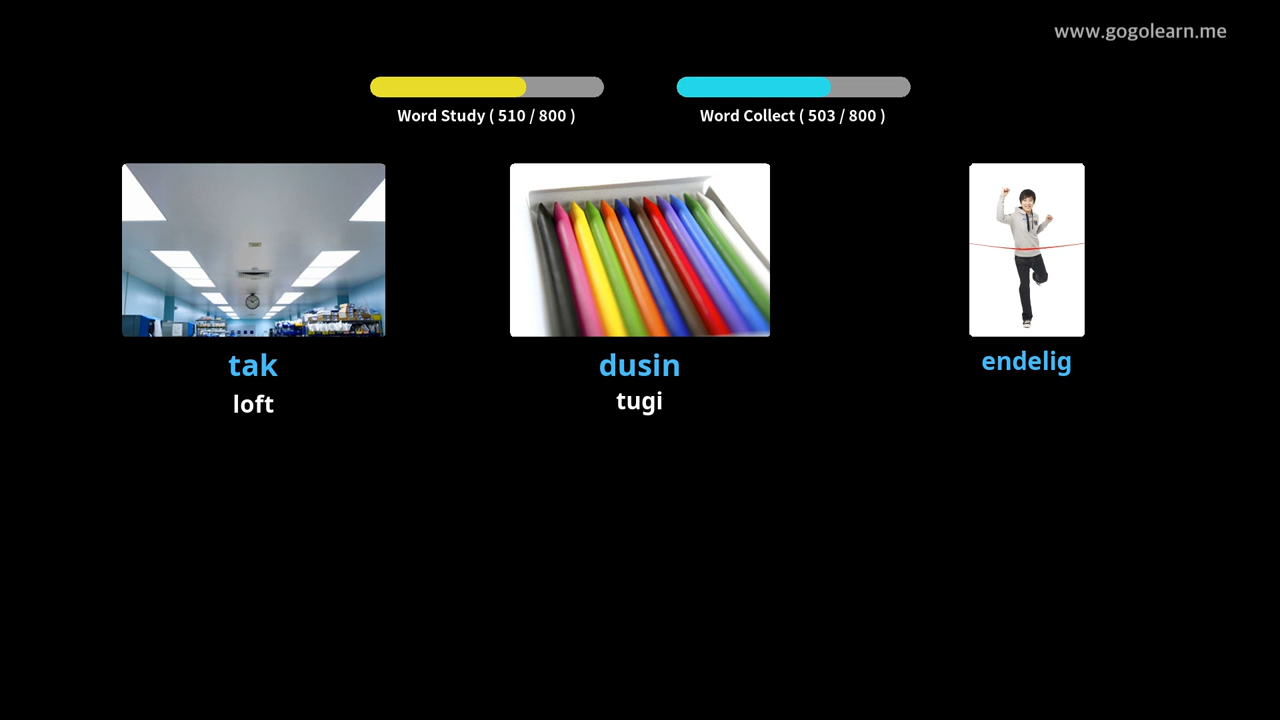 www.gogolearn.me
Word Study ( 510 / 800 )
Word Collect ( 503 / 800 )
tak
loft
dusin
tugi
endelig